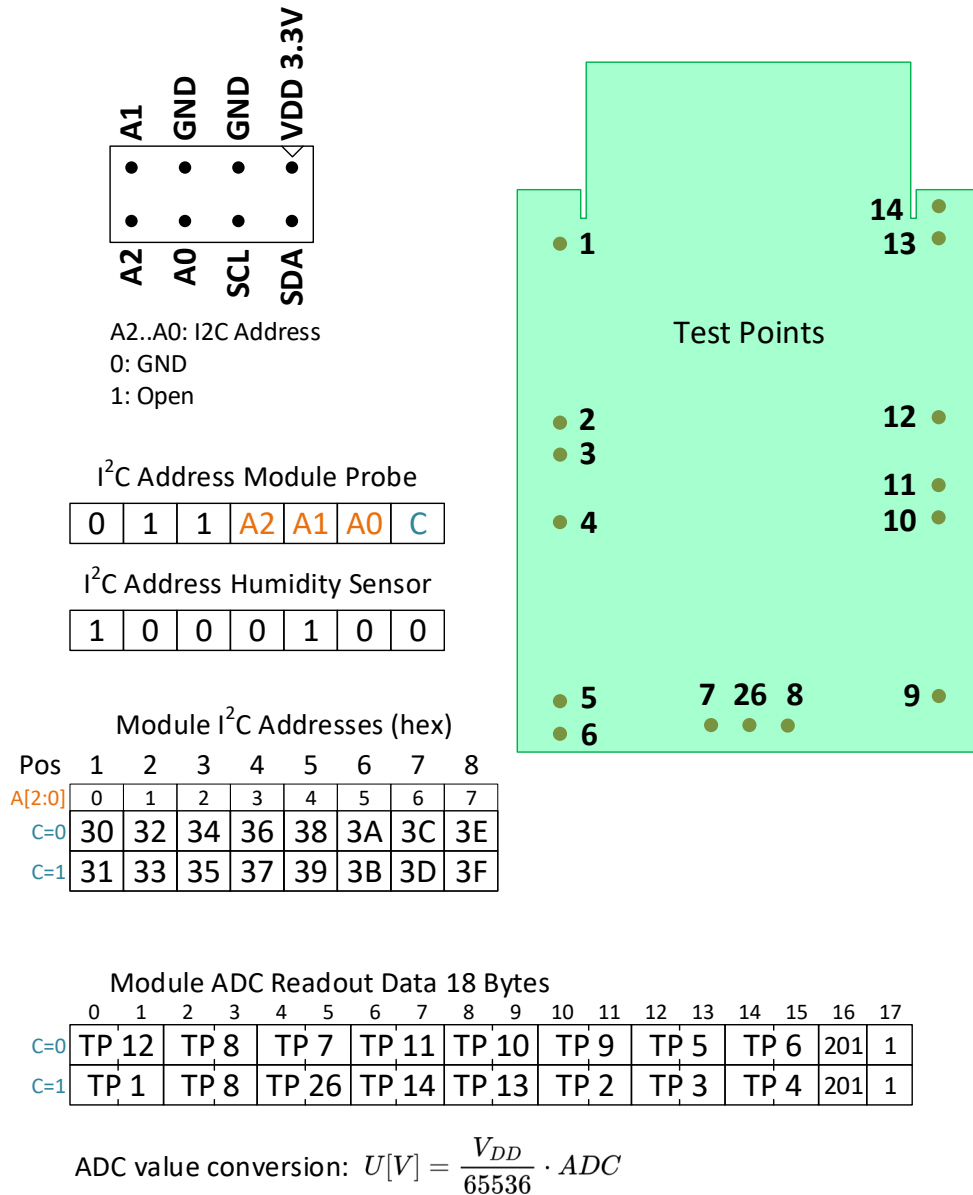 A1 GND GND VDD 3.3V
A2 A0 SCL SDA
A2..A0: I2C Address
0: GND
1: Open
I²C Address Module Probe
0 1 1 A2 A1 A0 C
I²C Address Humidity Sensor
1 0 0 0 1 0 0
Module I²C Addresses (hex)
Pos 1 2 3 4 5 6 7 8
A[2:0] 0 1 2 3 4 5 6 7
C=0 30 32 34 36 38 3A 3C 3E
C=1 31 33 35 37 39 3B 3D 3F
14
1 13
Test Points
2 12
3
11
4 10
5 7 26 8 9
6
Module ADC Readout Data 18 Bytes
0 1 2 3 4 5 6 7 8 9 10 11 12 13 14 15 16 17
C=0 TP 12 TP 8 TP 7 TP 11 TP 10 TP 9 TP 5 TP 6 201 1
C=1 TP 1 TP 8 TP 26 TP 14 TP 13 TP 2 TP 3 TP 4 201 1
ADC value conversion: U[V] = V_DD / 65536 · ADC